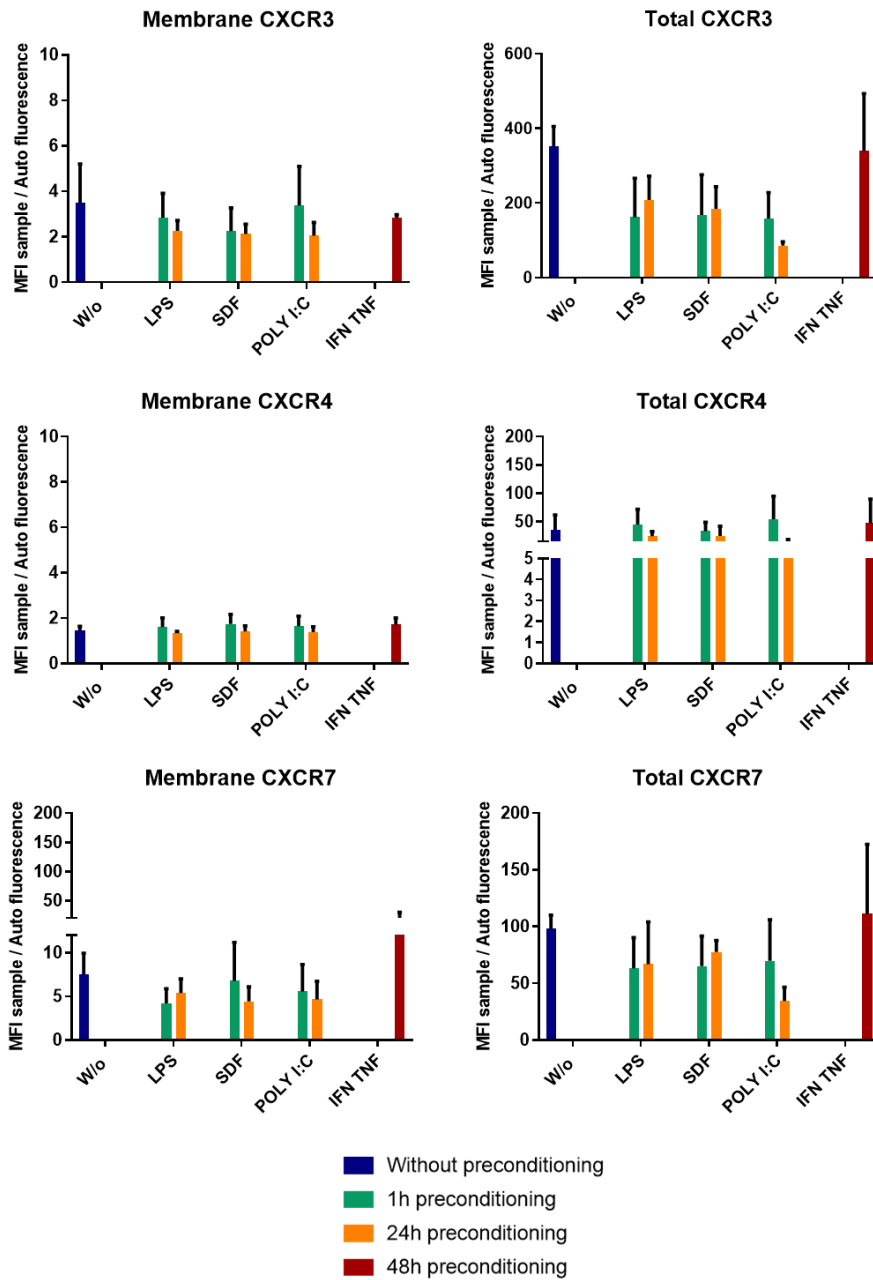 Membrane CXCR3
MFI sample / Auto fluorescence
10
8
6
4
2
0
W/o
LPS
SDF
POLY I:C
IFN TNF
Total CXCR3
MFI sample / Auto fluorescence
600
400
200
0
W/o
LPS
SDF
POLY I:C
IFN TNF
Membrane CXCR4
MFI sample / Auto fluorescence
10
8
6
4
2
0
W/o
LPS
SDF
POLY I:C
IFN TNF
Total CXCR4
MFI sample / Auto fluorescence
200
150
100
50
5
4
3
2
1
0
W/o
LPS
SDF
POLY I:C
IFN TNF
Membrane CXCR7
MFI sample / Auto fluorescence
200
150
100
50
10
5
0
W/o
LPS
SDF
POLY I:C
IFN TNF
Total CXCR7
MFI sample / Auto fluorescence
200
150
100
50
0
W/o
LPS
SDF
POLY I:C
IFN TNF
Without preconditioning
1h preconditioning
24h preconditioning
48h preconditioning